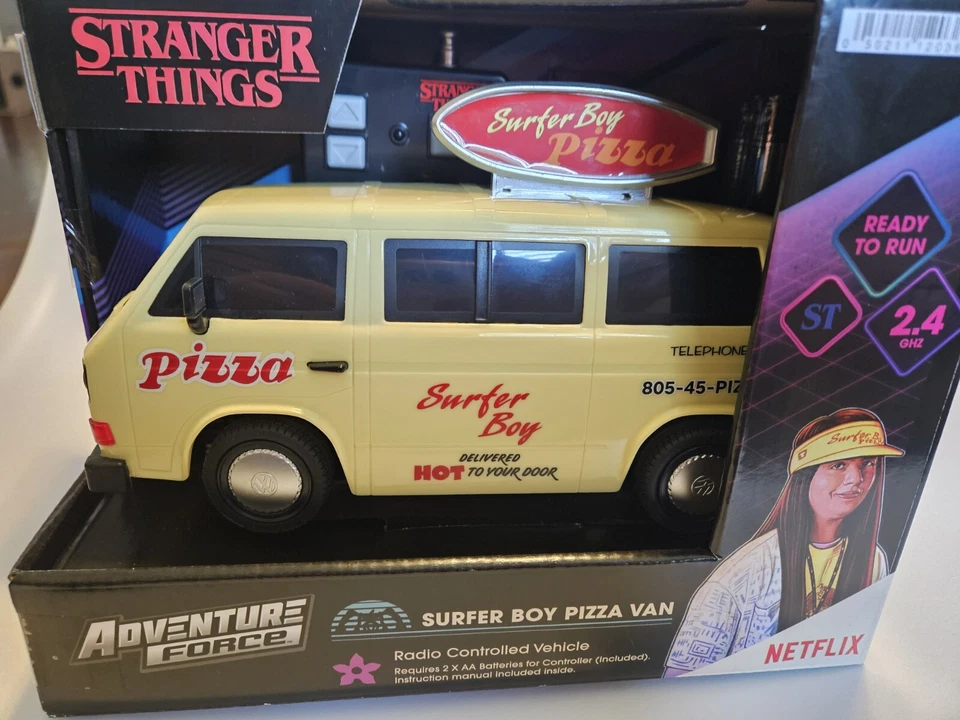 STRANGER
THINGS
STRANGER
Surfer Boy
Pizza
READY
TO RUN
ST
2.4
GHZ
Pizza
TELEPHONE
805-45-PIZ
Surfer
Boy
DELIVERED
HOT TO YOUR DOOR
Surfer B
ADVENTURE
FORCE
SURFER BOY PIZZA VAN
Radio Controlled Vehicle
Requires 2 X AA Batteries for Controller (Included).
Instruction manual included inside.
NETFLIX